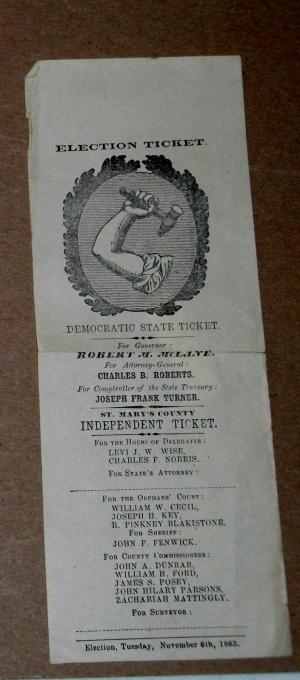 ELECTION TICKET.
DEMOCRATIC STATE TICKET.
For Governor :
ROBERT M. McLANE.
For Attorney-General :
CHARLES B. ROBERTS.
For Comptroller of the State Treasury :
JOSEPH FRANK TURNER.
ST. MARY'S COUNTY
INDEPENDENT TICKET.
For the House of Delegates :
LEVI J. W. WISE,
CHARLES F. NORRIS.
For State's Attorney :
For the Orphans' Court :
WILLIAM W. CECIL,
JOSEPH H. KEY,
R. PINKNEY BLAKISTONE.
For Sheriff :
JOHN F. FENWICK.
For County Commissioners :
JOHN A. DUNBAR,
WILLIAM H. FORD,
JAMES S. POSEY,
JOHN HILARY PARSONS,
ZACHARIAH MATTINGLY.
For Surveyor :
Election, Tuesday, November 6th, 1883.